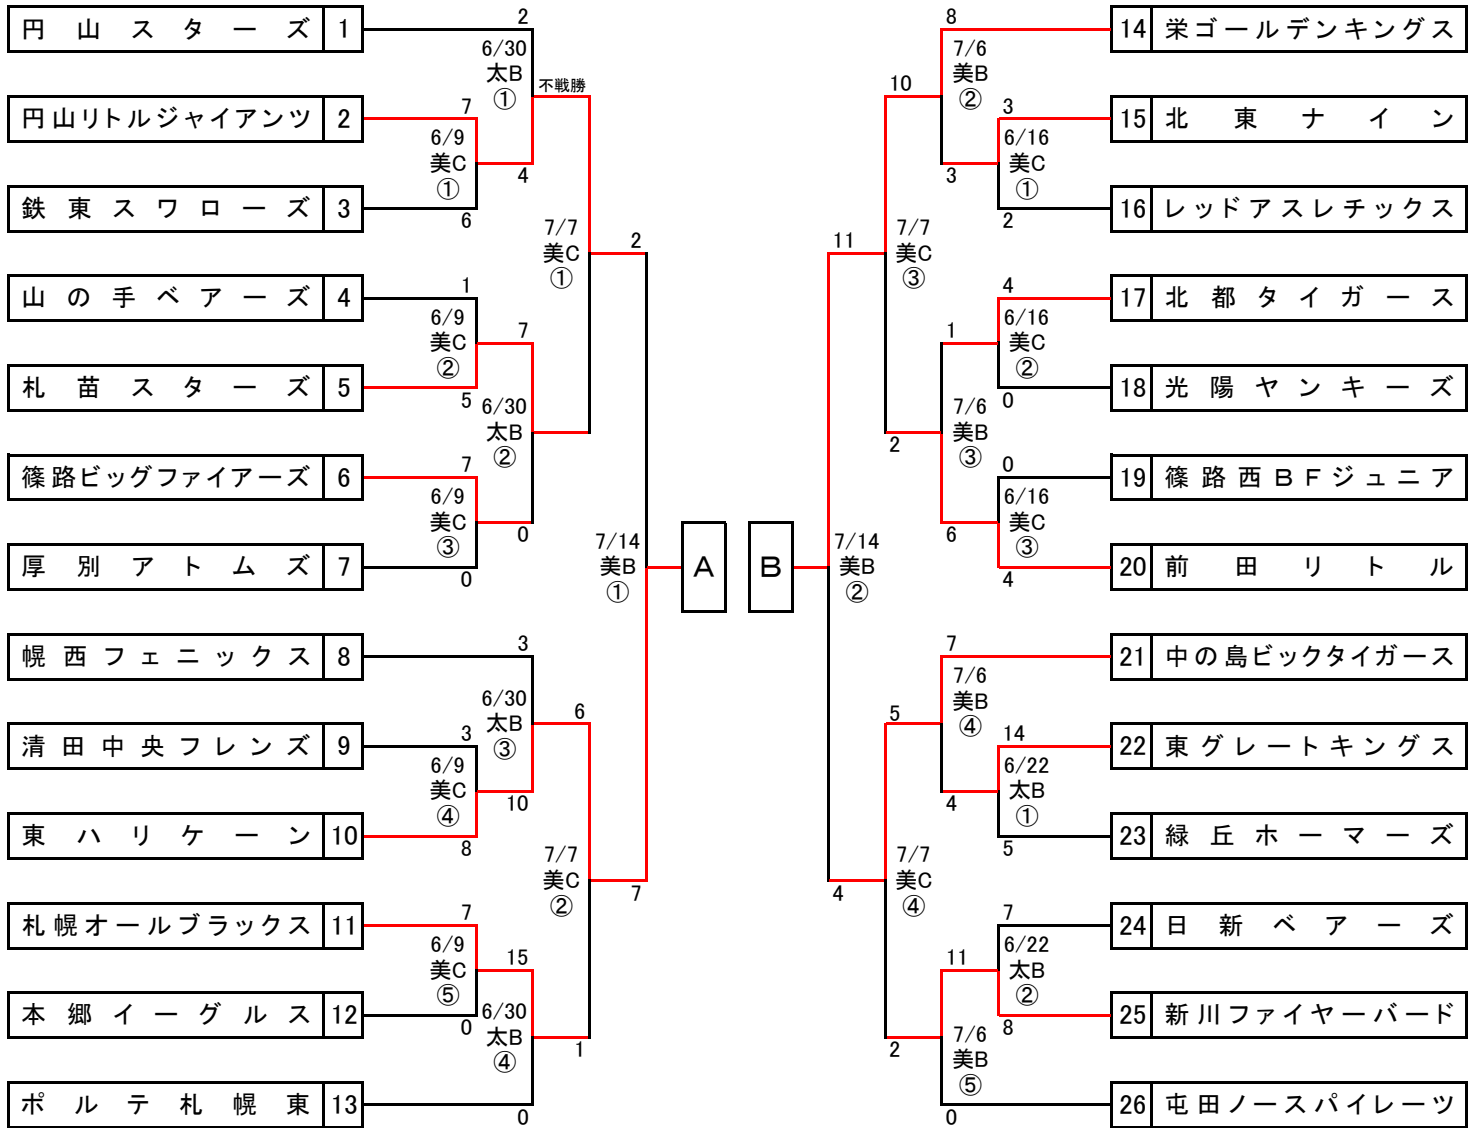 円山スターズ 1
円山リトルジャイアンツ 2
鉄東スワローズ 3
山の手ベアーズ 4
札苗スターズ 5
篠路ビッグファイアーズ 6
厚別アトムズ 7
幌西フェニックス 8
清田中央フレンズ 9
東ハリケーン 10
札幌オールブラックス 11
本郷イーグルス 12
ポルテ札幌東 13
2
6/30
太B
①
4
7
6/9
美C
①
6
不戦勝
1
6/9
美C
②
5
7
6/30
太B
②
0
7
6/9
美C
③
0
7/7
美C
①
2
3
6/30
太B
③
10
3
6/9
美C
④
8
6
7/7
美C
②
1
7
6/9
美C
⑤
0
15
6/30
太B
④
0
7/14
美B
①
7
A
B
11
7/14
美B
②
4
10
7/7
美C
③
2
8
7/6
美B
②
3
3
6/16
美C
①
2
4
6/16
美C
②
0
1
7/6
美B
③
6
0
6/16
美C
③
4
7
7/6
美B
④
4
14
6/22
太B
①
5
5
7/7
美C
④
2
7
6/22
太B
②
8
11
7/6
美B
⑤
0
14 栄ゴールデンキングス
15 北東ナイン
16 レッドアスレチックス
17 北都タイガース
18 光陽ヤンキーズ
19 篠路西BFジュニア
20 前田リトル
21 中の島ビックタイガース
22 東グレートキングス
23 緑丘ホーマーズ
24 日新ベアーズ
25 新川ファイヤーバード
26 屯田ノースパイレーツ